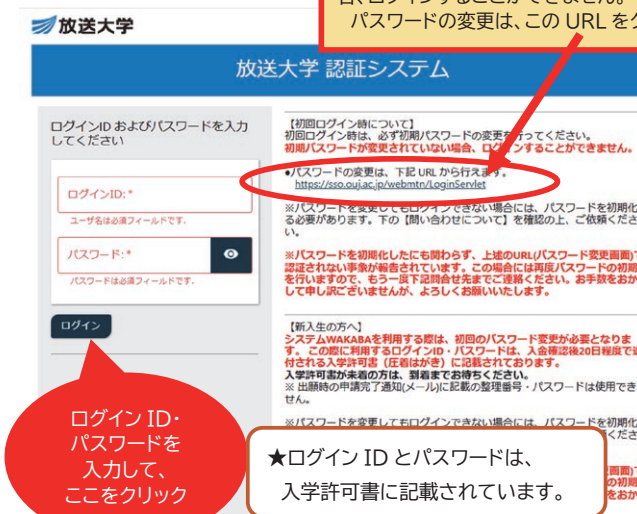 合、ログインすることができません。
パスワードの変更は、この URL をク
放送大学
放送大学 認証システム
ログインID およびパスワードを入力
してください
ログインID: *
ユーザ名は必須フィールドです。
パスワード: *
パスワードは必須フィールドです。
ログイン
【初回ログイン時について】
初回ログイン時は、必ず初期パスワードの変更を行ってください。
初期パスワードが変更されていない場合、ログインすることができません。
●パスワードの変更は、下記 URL から行えます。
https://sso.ouj.ac.jp/webmtn/LoginServlet
※パスワードを変更してもログインできない場合には、パスワードを初期化
る必要があります。下の【問い合わせについて】を確認の上、ご依頼くださ
い。
※パスワードを初期化したにも関わらず、上述のURL(パスワード変更画面)で
認証されない事象が報告されています。この場合には再度パスワードの初期
を行いますので、もう一度下記問合せ先までご連絡ください。お手数をおか
して申し訳ございませんが、よろしくお願いいたします。
【新入生の方へ】
システムWAKABAを利用する際は、初回のパスワード変更が必要となりま
す。この際に利用するログインID・パスワードは、入金確認後20日程度で送
付される入学許可書（圧着はがき）に記載されております。
入学許可書が未着の方は、到着までお待ちください。
※ 出願時の申請完了通知(メール)に記載の整理番号・パスワードは使用でき
せん。
※パスワードを変更してもログインできない場合には、パスワードを初期化
くださ
画面)で
の初期
をおか
ログイン ID・
パスワードを
入力して、
ここをクリック
★ログイン ID とパスワードは、
入学許可書に記載されています。